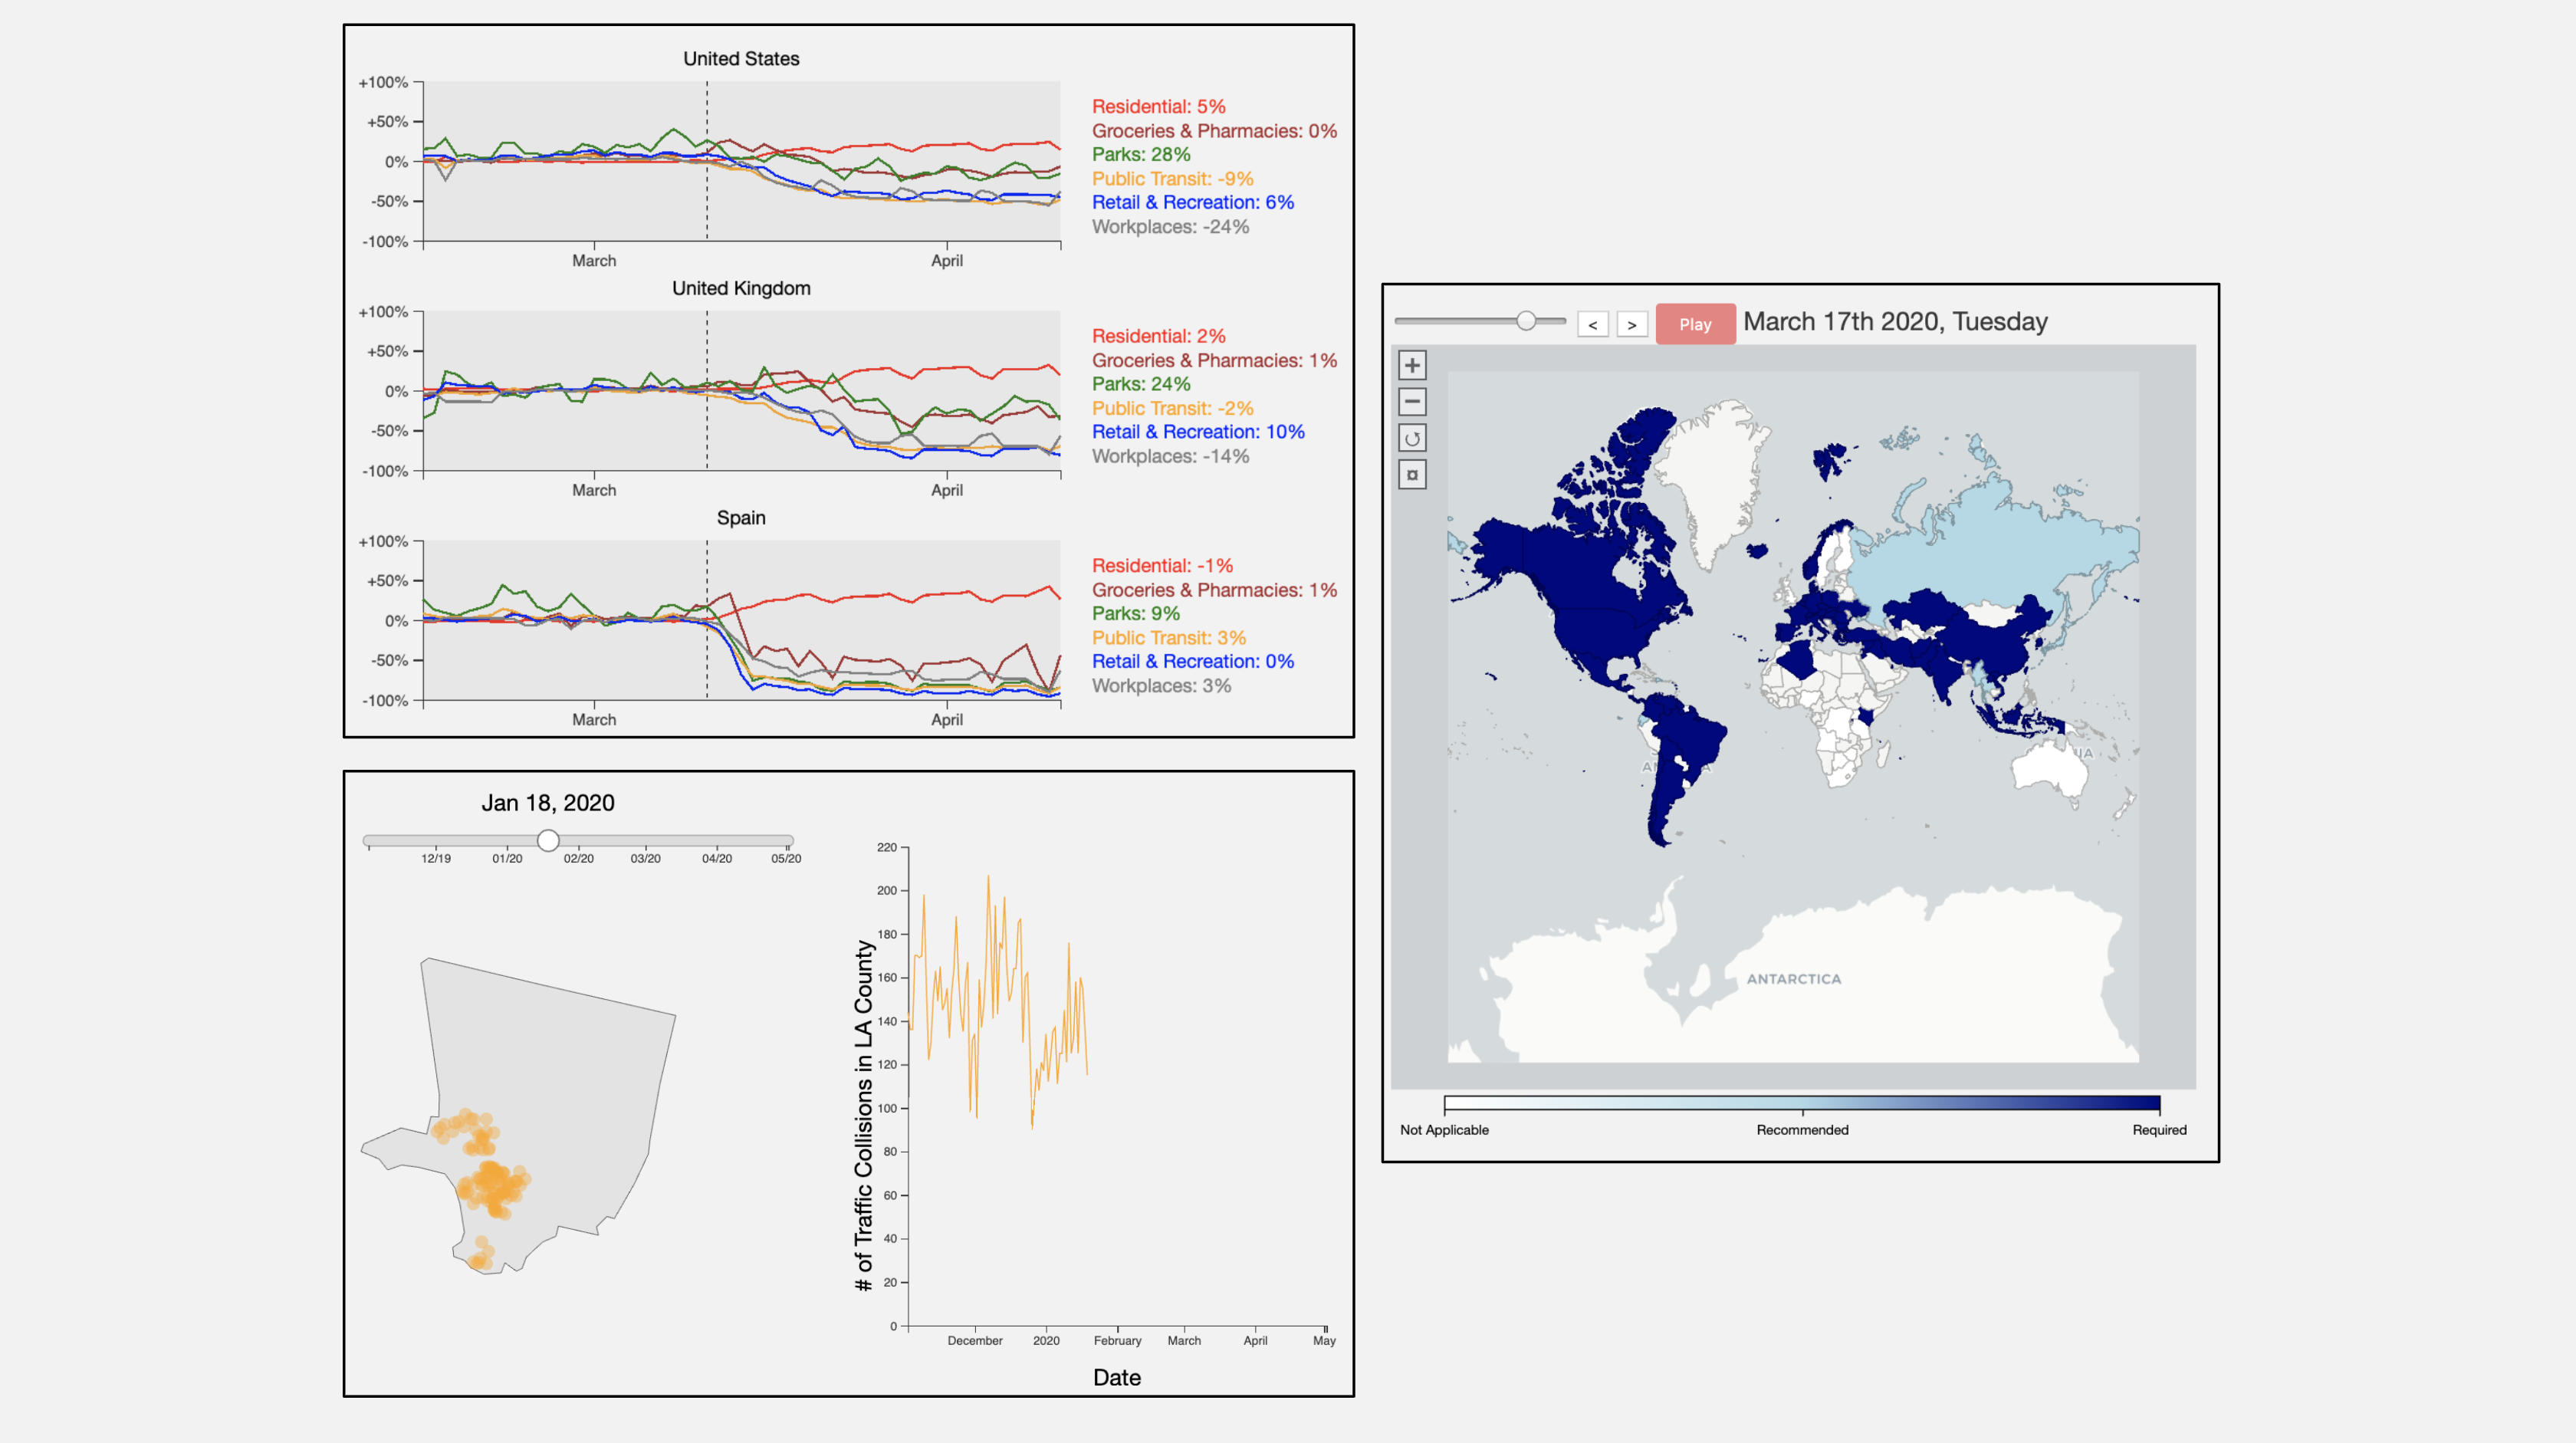 United States
+100%
+50%
0%
-50%
-100%
March
April
Residential: 5%
Groceries & Pharmacies: 0%
Parks: 28%
Public Transit: -9%
Retail & Recreation: 6%
Workplaces: -24%
United Kingdom
+100%
+50%
0%
-50%
-100%
March
April
Residential: 2%
Groceries & Pharmacies: 1%
Parks: 24%
Public Transit: -2%
Retail & Recreation: 10%
Workplaces: -14%
Spain
+100%
+50%
0%
-50%
-100%
March
April
Residential: -1%
Groceries & Pharmacies: 1%
Parks: 9%
Public Transit: 3%
Retail & Recreation: 0%
Workplaces: 3%
Jan 18, 2020
12/19 01/20 02/20 03/20 04/20 05/20
# of Traffic Collisions in LA County
220
200
180
160
140
120
100
80
60
40
20
0
December 2020 February March April May
Date
< > Play March 17th 2020, Tuesday
ANTARCTICA
Not Applicable Recommended Required